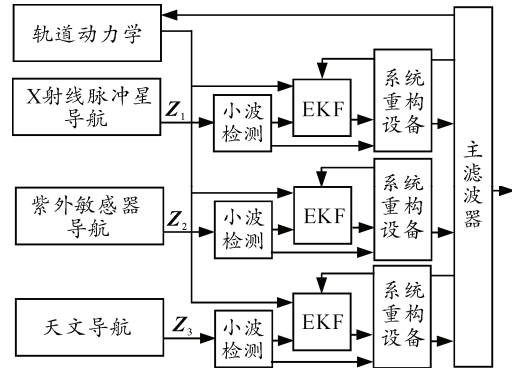 轨道动力学
X射线脉冲星
导航
Z1
小波
检测
EKF
系统
重构
设备
紫外敏感器
导航
Z2
小波
检测
EKF
系统
重构
设备
天文导航
Z3
小波
检测
EKF
系统
重构
设备
主
滤
波
器